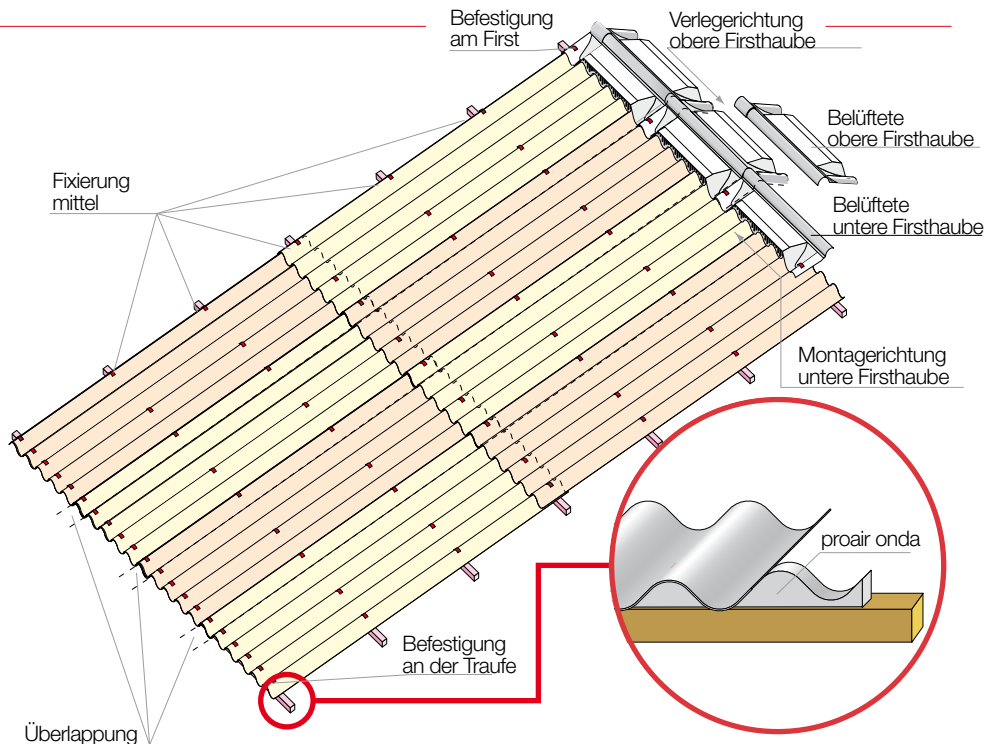 Befestigung
am First
Verlegerichtung
obere Firsthaube
Belüftete
obere Firsthaube
Fixierung
mittel
Belüftete
untere Firsthaube
Montagerichtung
untere Firsthaube
proair onda
Befestigung
an der Traufe
Überlappung